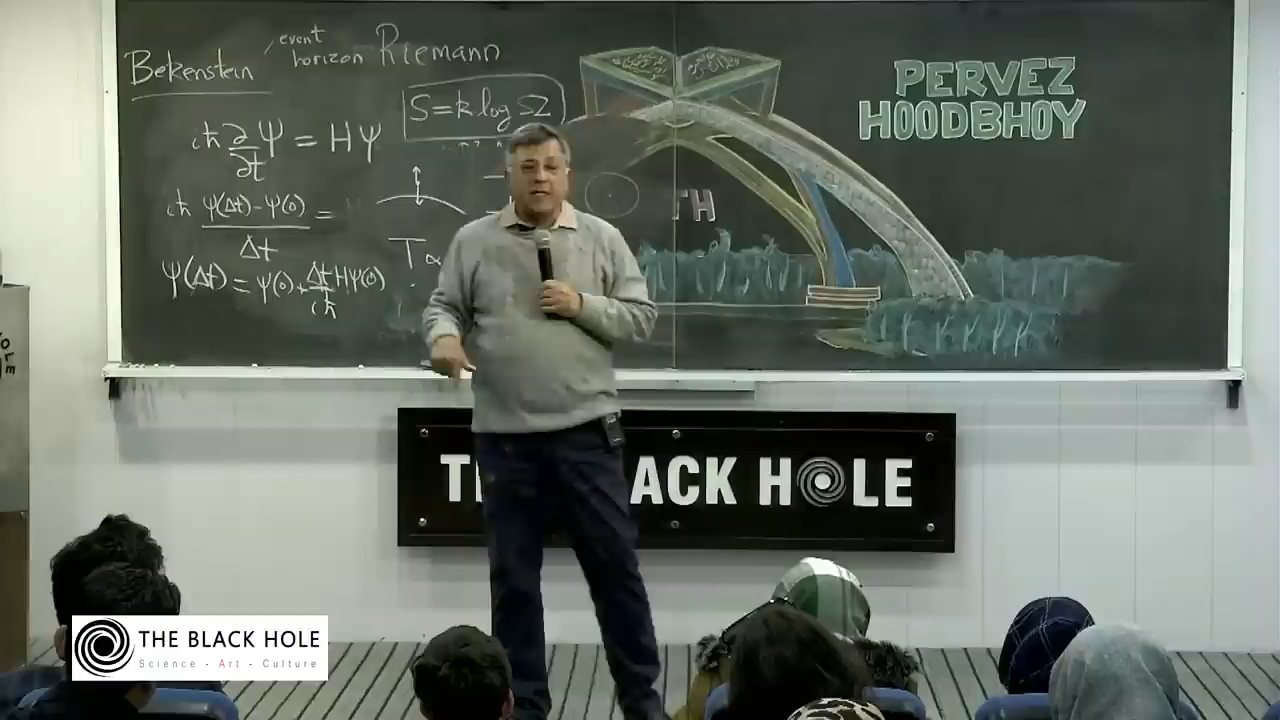 Bekenstein
event
horizon
Riemann
S = k log Ω
iħ ∂/∂t Ψ = HΨ
iħ ψ(Δt) - ψ(0) / Δt =
ψ(Δt) = ψ(0) + Δt/iħ Hψ(0)
T α
PERVEZ
HOODBHOY
TH
OLE
T ACK HOLE
THE BLACK HOLE
Science - Art - Culture